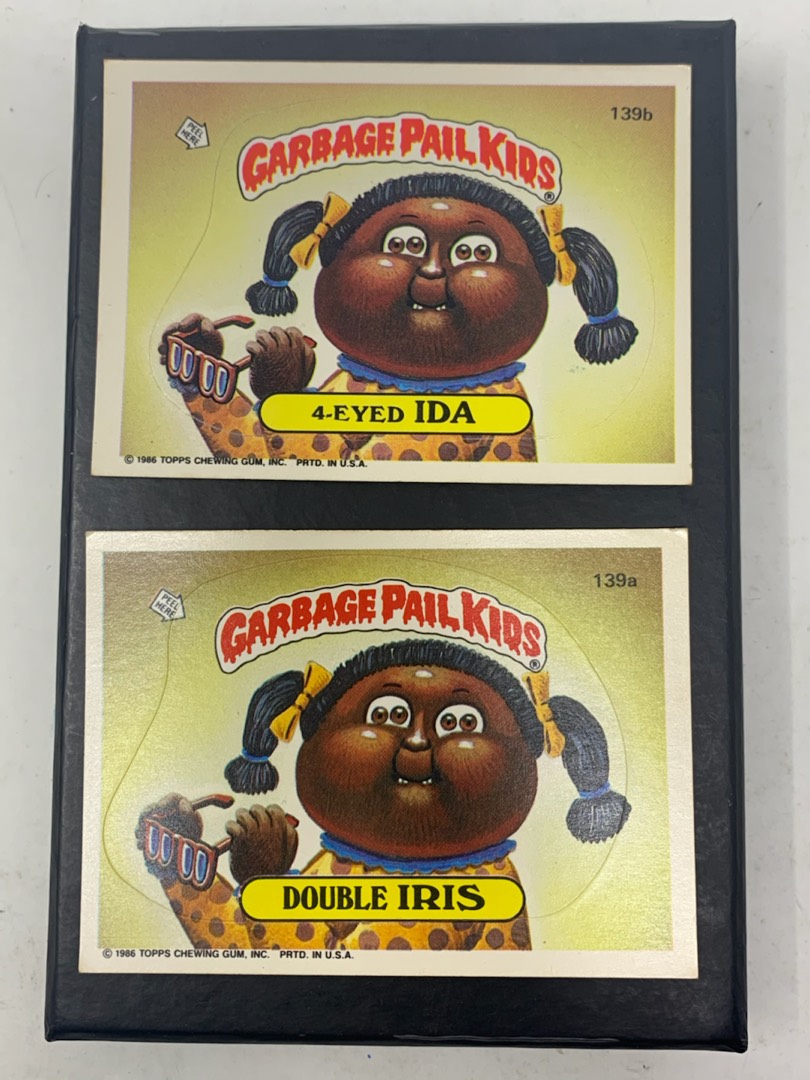 PEEL
HERE
139b
GARBAGE PAIL KIDS®
4-EYED IDA
© 1986 TOPPS CHEWING GUM, INC. PRTD. IN U.S.A.
PEEL
HERE
139a
GARBAGE PAIL KIDS®
DOUBLE IRIS
© 1986 TOPPS CHEWING GUM, INC. PRTD. IN U.S.A.